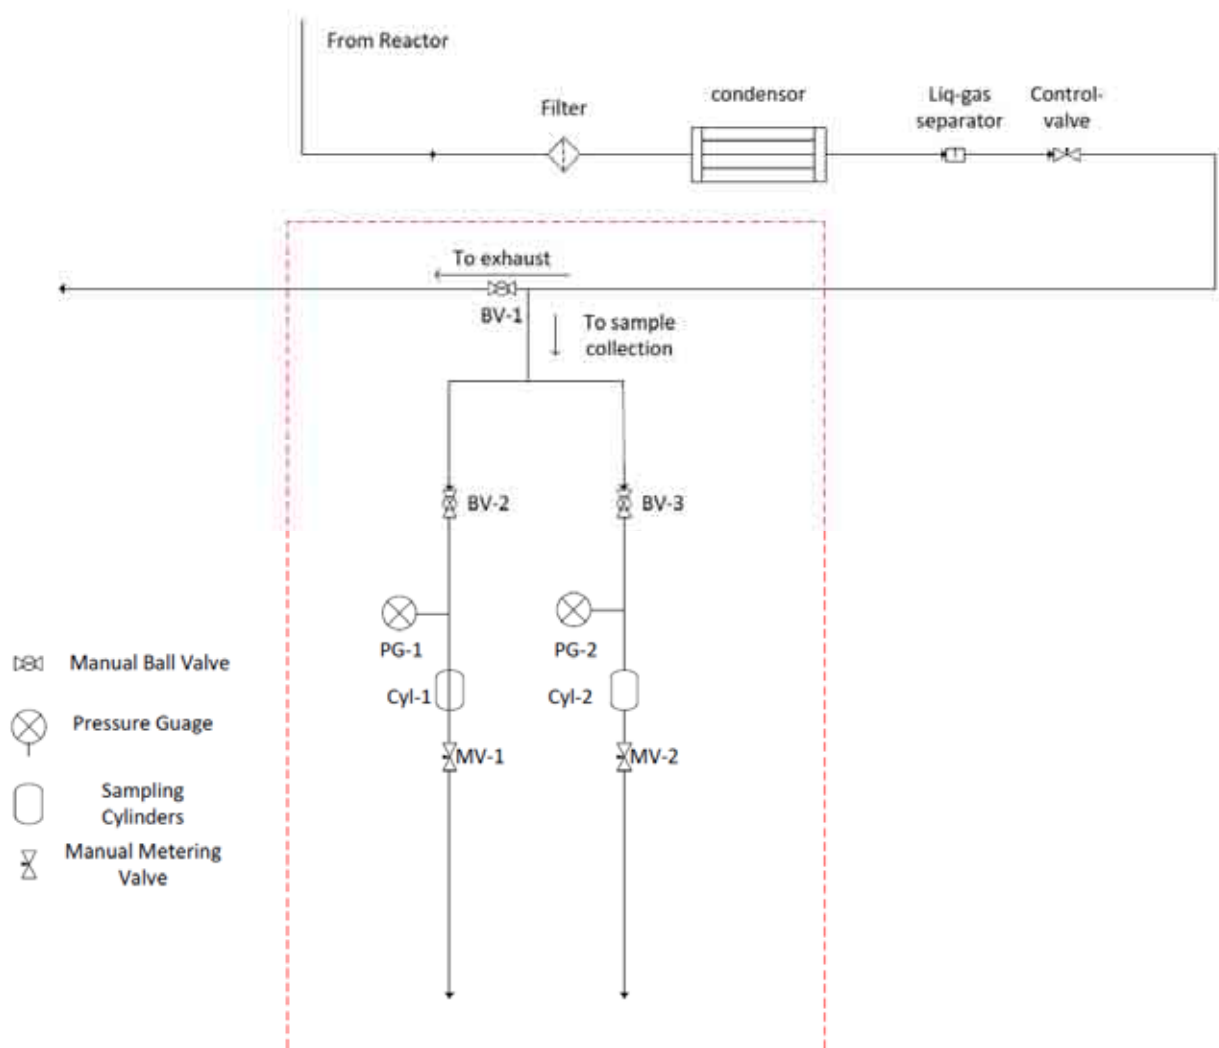 From Reactor
Filter
condensor
Liq-gas
separator
Control-
valve
To exhaust
BV-1
To sample
collection
BV-2
BV-3
PG-1
PG-2
Cyl-1
Cyl-2
MV-1
MV-2
Manual Ball Valve
Pressure Guage
Sampling
Cylinders
Manual Metering
Valve